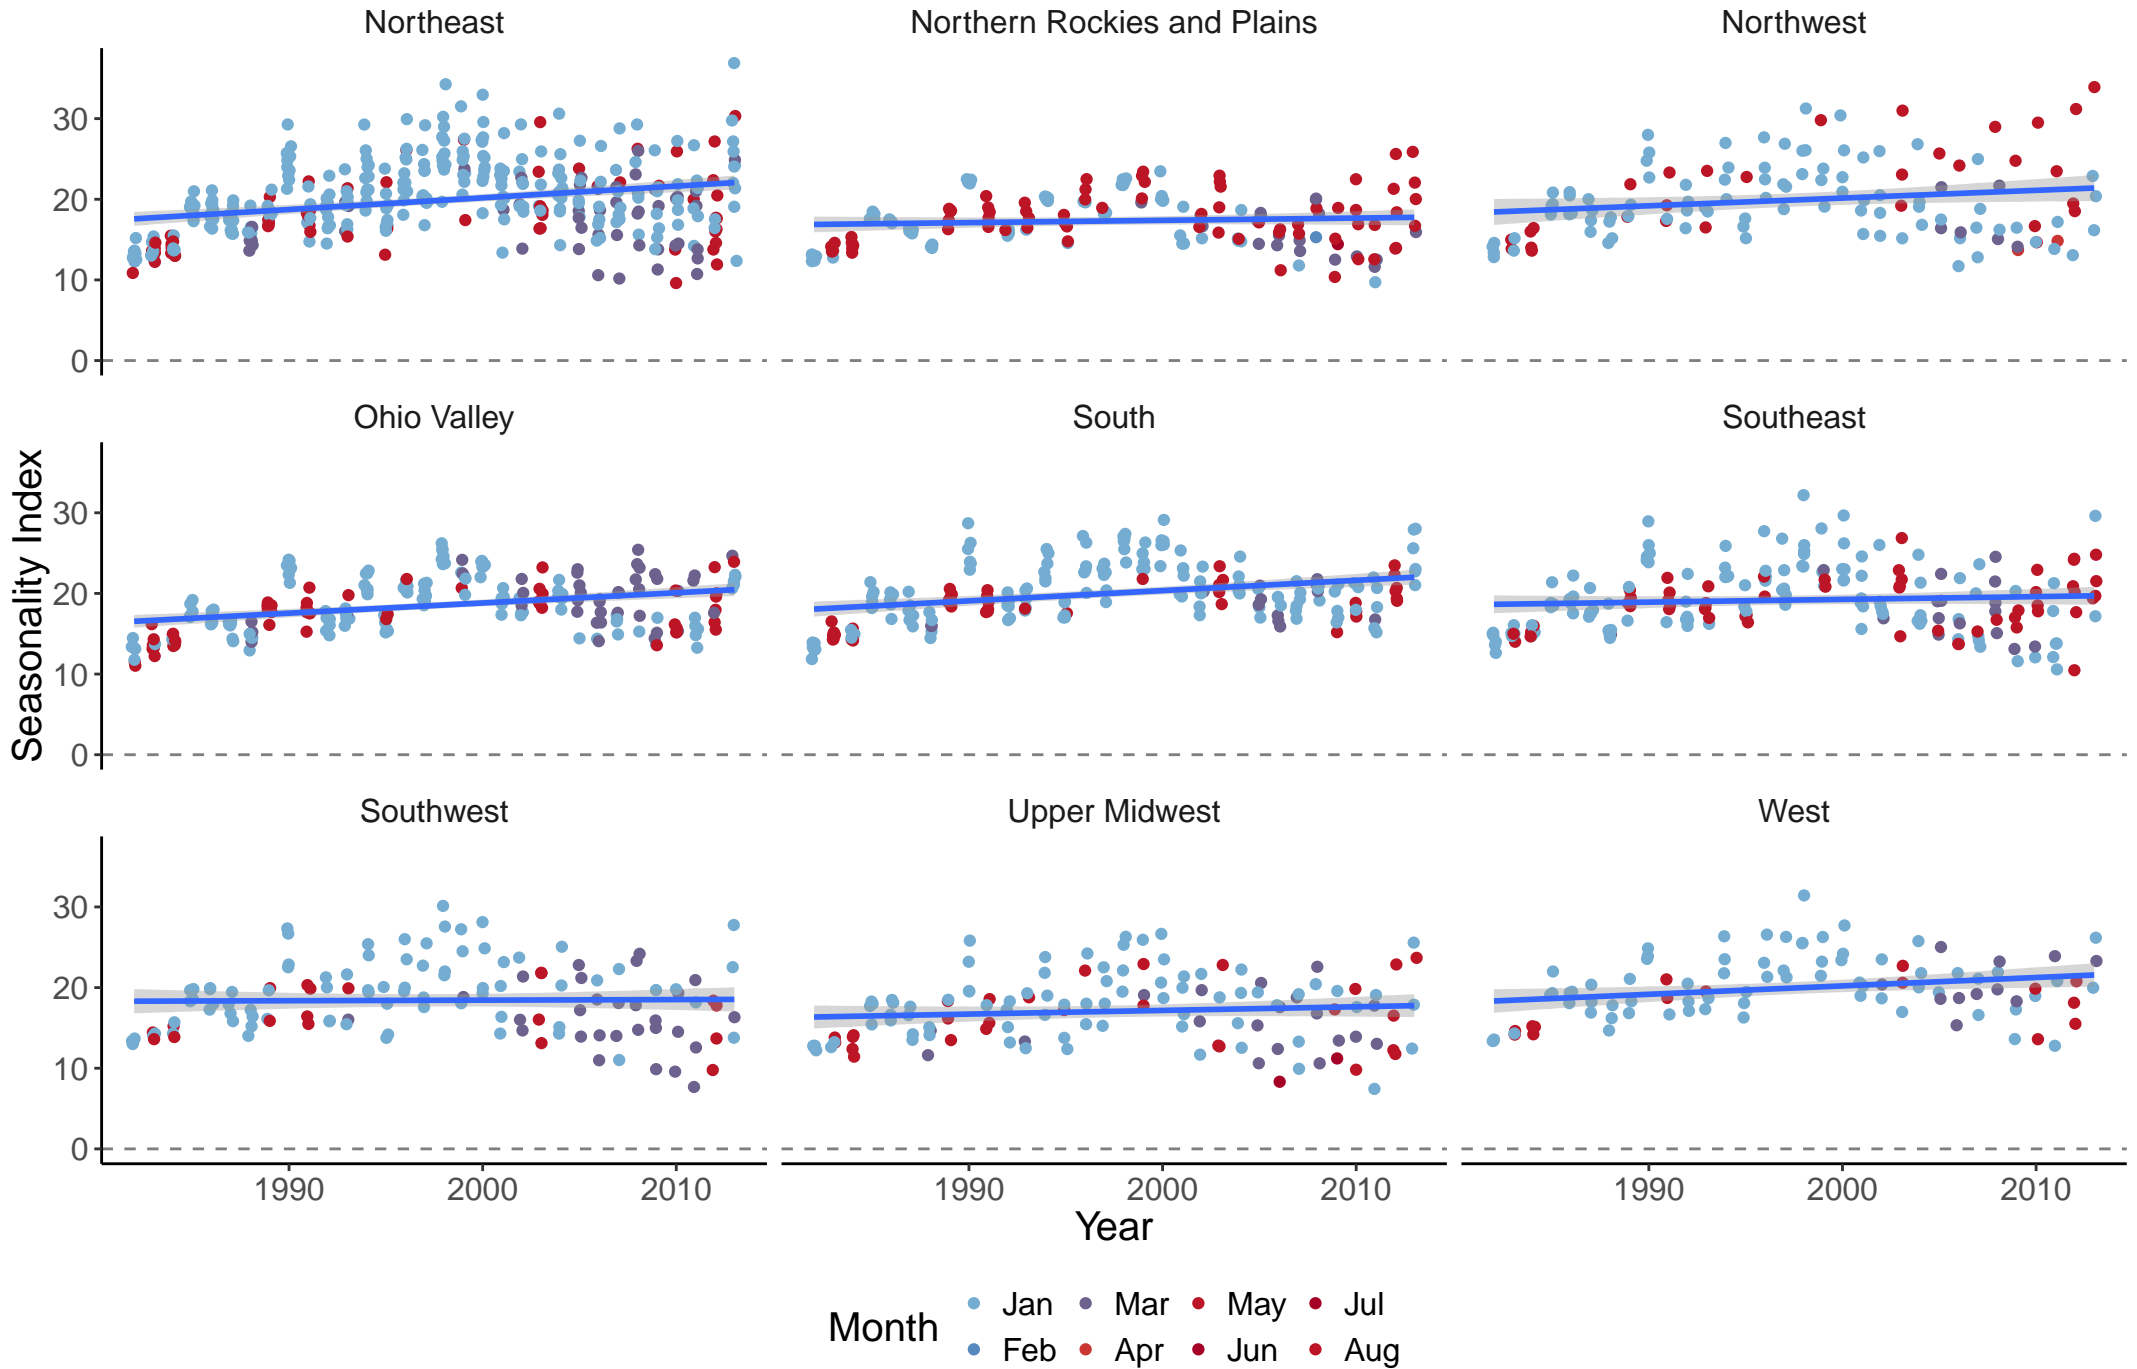 Northeast Northern Rockies and Plains Northwest
30
20
10
0
Ohio Valley South Southeast
Seasonality Index
30
20
10
0
Southwest Upper Midwest West
30
20
10
0
1990 2000 2010 1990 2000 2010 1990 2000 2010
Year
Month
Jan Mar May Jul
Feb Apr Jun Aug